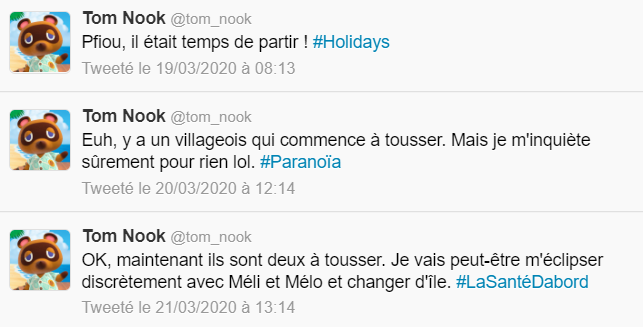 Tom Nook @tom_nook
Pfiou, il était temps de partir ! #Holidays
Tweeté le 19/03/2020 à 08:13
Tom Nook @tom_nook
Euh, y a un villageois qui commence à tousser. Mais je m'inquiète
sûrement pour rien lol. #Paranoïa
Tweeté le 20/03/2020 à 12:14
Tom Nook @tom_nook
OK, maintenant ils sont deux à tousser. Je vais peut-être m'éclipser
discrètement avec Méli et Mélo et changer d'île. #LaSantéDabord
Tweeté le 21/03/2020 à 13:14